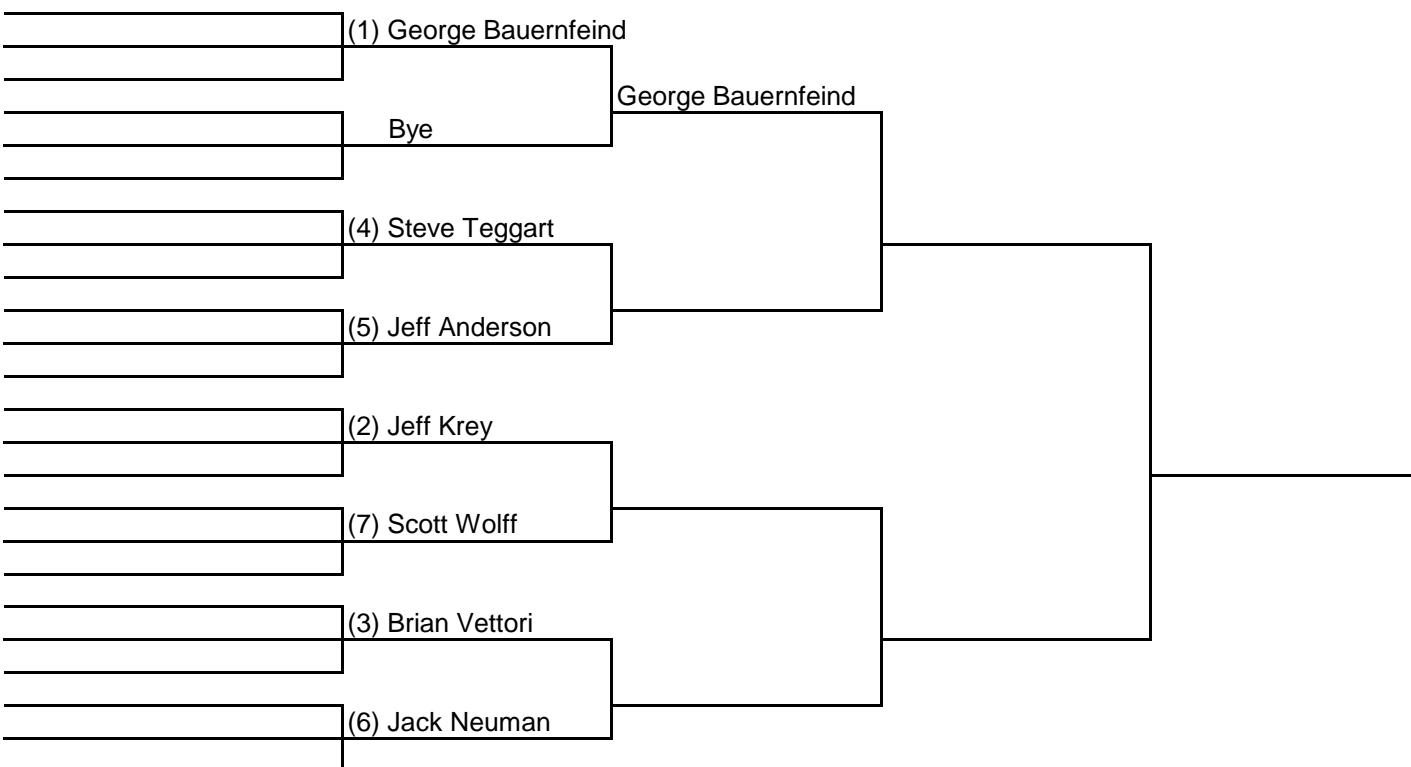 (1) George Bauernfeind
George Bauernfeind
Bye
(4) Steve Teggart
(5) Jeff Anderson
(2) Jeff Krey
(7) Scott Wolff
(3) Brian Vettori
(6) Jack Neuman